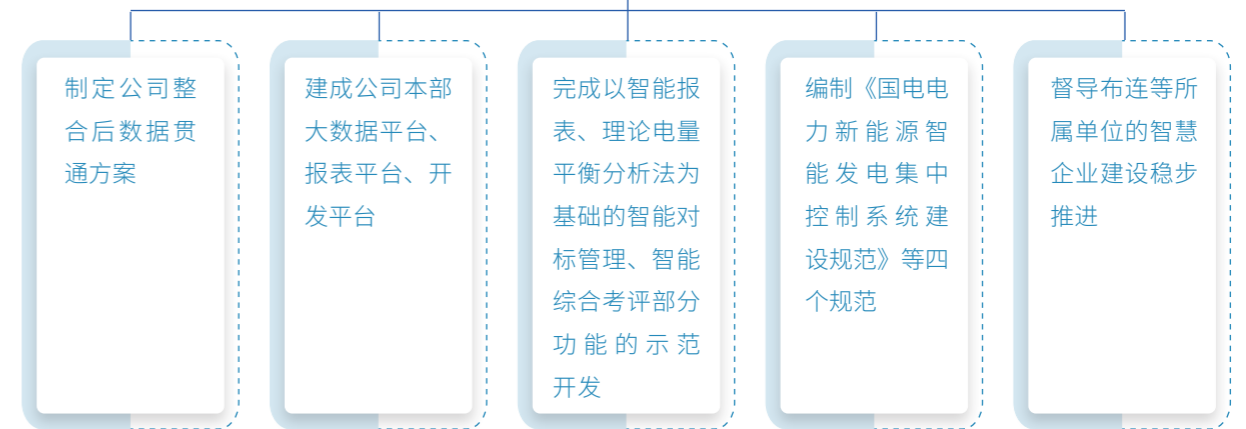 制定公司整
合后数据贯
通方案
建成公司本部
大数据平台、
报表平台、开
发平台
完成以智能报
表、理论电量
平衡分析法为
基础的智能对
标管理、智能
综合考评部分
功能的示范
开发
编制《国电电
力新能源智
能发电集中
控制系统建
设规范》等四
个规范
督导布连等所
属单位的智慧
企业建设稳步
推进